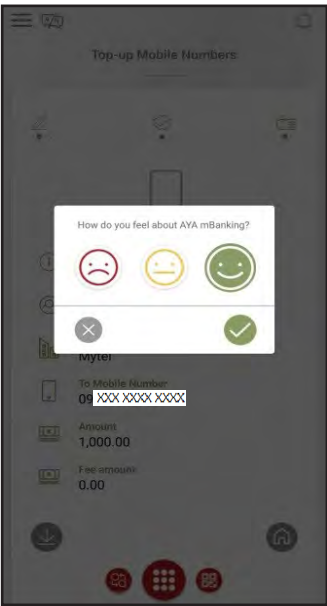 Top-up Mobile Numbers
How do you feel about AYA mBanking?
Mytel
To Mobile Number
09 XXX XXXX XXXX
Amount
1,000.00
Fee amount
0.00